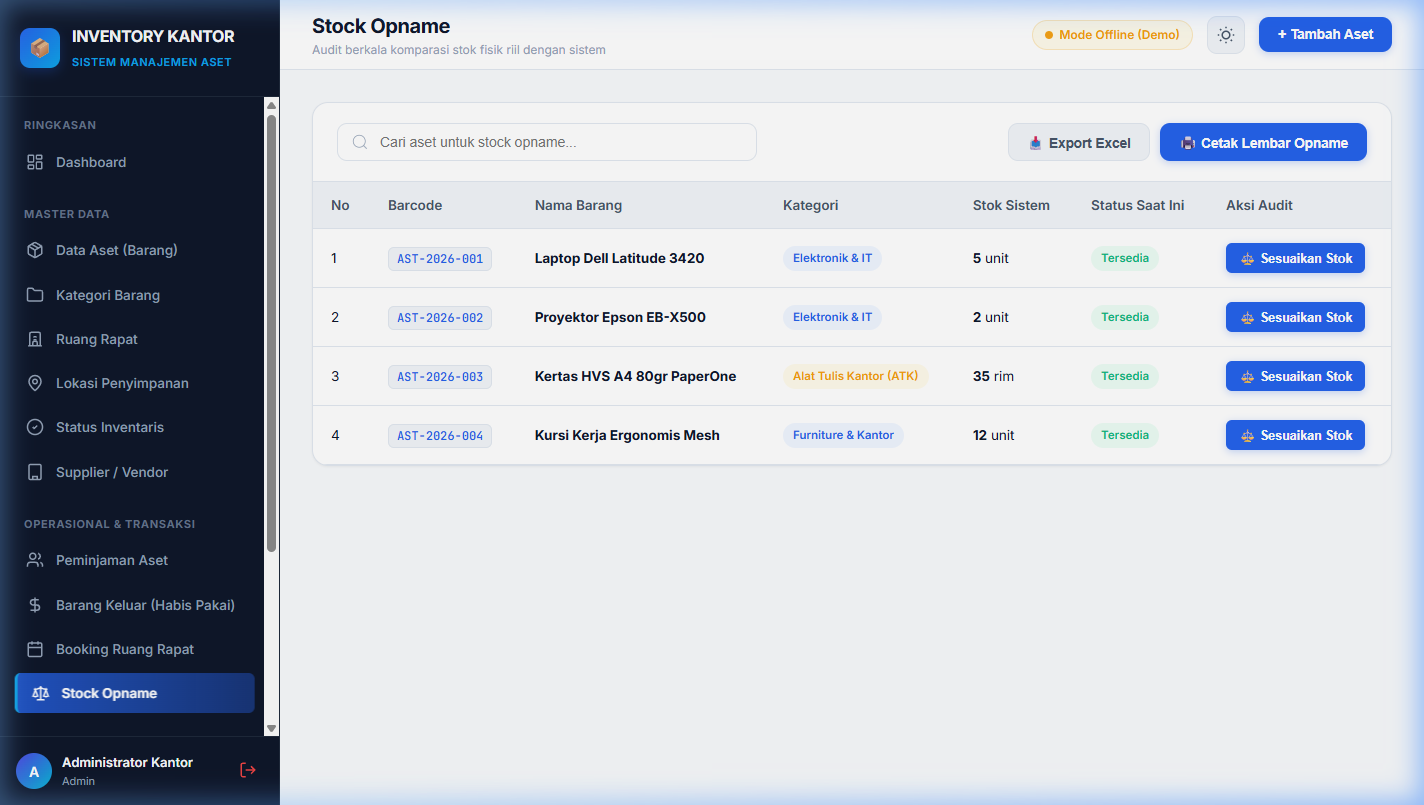 INVENTORY KANTOR
SISTEM MANAJEMEN ASET
RINGKASAN
Dashboard
MASTER DATA
Data Aset (Barang)
Kategori Barang
Ruang Rapat
Lokasi Penyimpanan
Status Inventaris
Supplier / Vendor
OPERASIONAL & TRANSAKSI
Peminjaman Aset
Barang Keluar (Habis Pakai)
Booking Ruang Rapat
Stock Opname
A
Administrator Kantor
Admin
Stock Opname
Audit berkala komparasi stok fisik riil dengan sistem
Mode Offline (Demo)
+ Tambah Aset
Cari aset untuk stock opname...
Export Excel
Cetak Lembar Opname
No Barcode Nama Barang Kategori Stok Sistem Status Saat Ini Aksi Audit
1 AST-2026-001 Laptop Dell Latitude 3420 Elektronik & IT 5 unit Tersedia Sesuaikan Stok
2 AST-2026-002 Proyektor Epson EB-X500 Elektronik & IT 2 unit Tersedia Sesuaikan Stok
3 AST-2026-003 Kertas HVS A4 80gr PaperOne Alat Tulis Kantor (ATK) 35 rim Tersedia Sesuaikan Stok
4 AST-2026-004 Kursi Kerja Ergonomis Mesh Furniture & Kantor 12 unit Tersedia Sesuaikan Stok